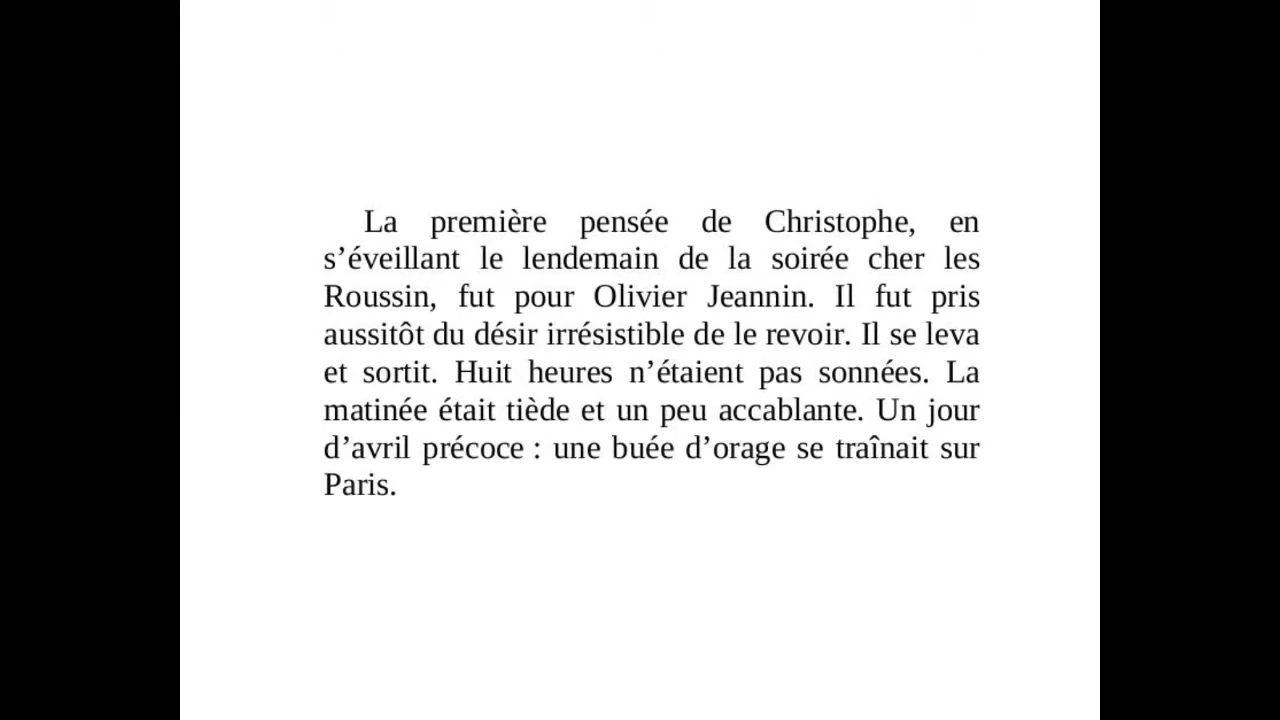 La première pensée de Christophe, en
s’éveillant le lendemain de la soirée cher les
Roussin, fut pour Olivier Jeannin. Il fut pris
aussitôt du désir irrésistible de le revoir. Il se leva
et sortit. Huit heures n’étaient pas sonnées. La
matinée était tiède et un peu accablante. Un jour
d’avril précoce : une buée d’orage se traînait sur
Paris.